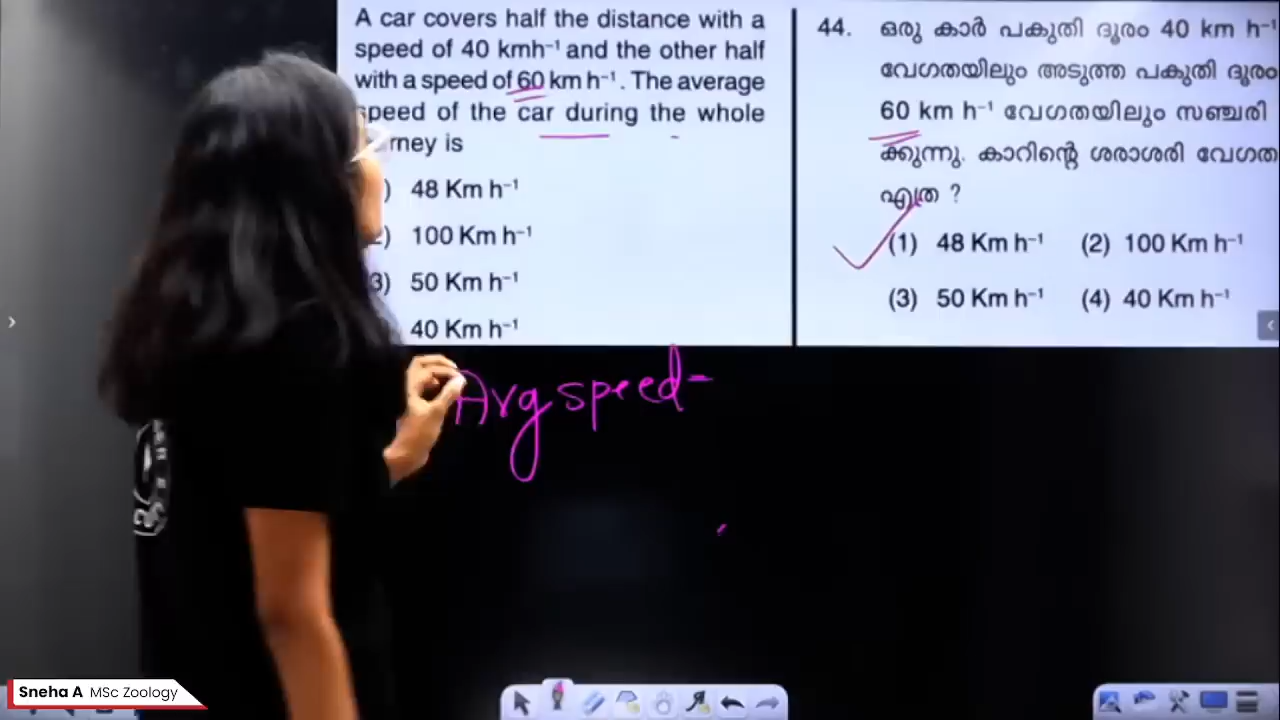 A car covers half the distance with a
speed of 40 kmh⁻¹ and the other half
with a speed of 60 km h⁻¹. The average
speed of the car during the whole
rney is
) 48 Km h⁻¹
2) 100 Km h⁻¹
3) 50 Km h⁻¹
40 Km h⁻¹
44. ഒരു കാർ പകുതി ദൂരം 40 km h⁻¹
വേഗതയിലും അടുത്ത പകുതി ദൂരം
60 km h⁻¹ വേഗതയിലും സഞ്ചരി
ക്കുന്നു. കാറിന്റെ ശരാശരി വേഗത
എത്ര ?
(1) 48 Km h⁻¹ (2) 100 Km h⁻¹
(3) 50 Km h⁻¹ (4) 40 Km h⁻¹
Avg speed =
Sneha A MSc Zoology